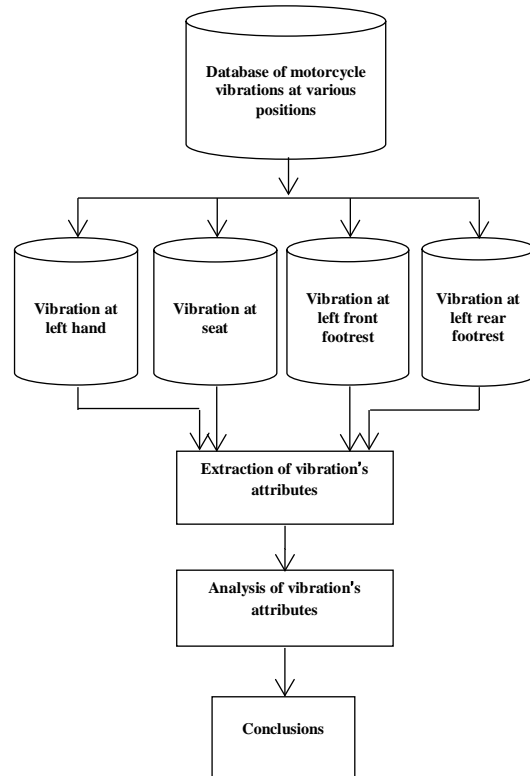 Database of motorcycle
vibrations at various
positions
Vibration at
left hand
Vibration at
seat
Vibration at
left front
footrest
Vibration at
left rear
footrest
Extraction of vibration's
attributes
Analysis of vibration's
attributes
Conclusions